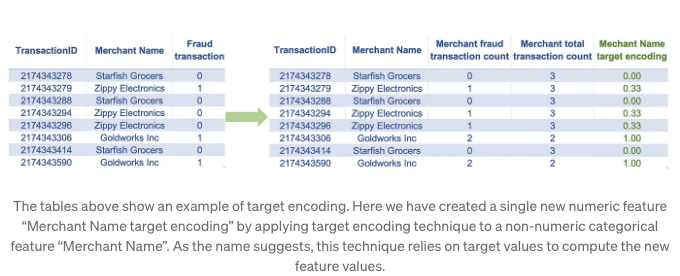 TransactionID Merchant Name Fraud transaction
2174343278 Starfish Grocers 0
2174343279 Zippy Electronics 1
2174343288 Starfish Grocers 0
2174343294 Zippy Electronics 0
2174343296 Zippy Electronics 0
2174343306 Goldworks Inc 1
2174343414 Starfish Grocers 0
2174343590 Goldworks Inc 1
TransactionID Merchant Name Merchant fraud transaction count Merchant total transaction count Mechant Name target encoding
2174343278 Starfish Grocers 0 3 0.00
2174343279 Zippy Electronics 1 3 0.33
2174343288 Starfish Grocers 0 3 0.00
2174343294 Zippy Electronics 1 3 0.33
2174343296 Zippy Electronics 1 3 0.33
2174343306 Goldworks Inc 2 2 1.00
2174343414 Starfish Grocers 0 3 0.00
2174343590 Goldworks Inc 2 2 1.00
The tables above show an example of target encoding. Here we have created a single new numeric feature
“Merchant Name target encoding” by applying target encoding technique to a non-numeric categorical
feature “Merchant Name”. As the name suggests, this technique relies on target values to compute the new
feature values.